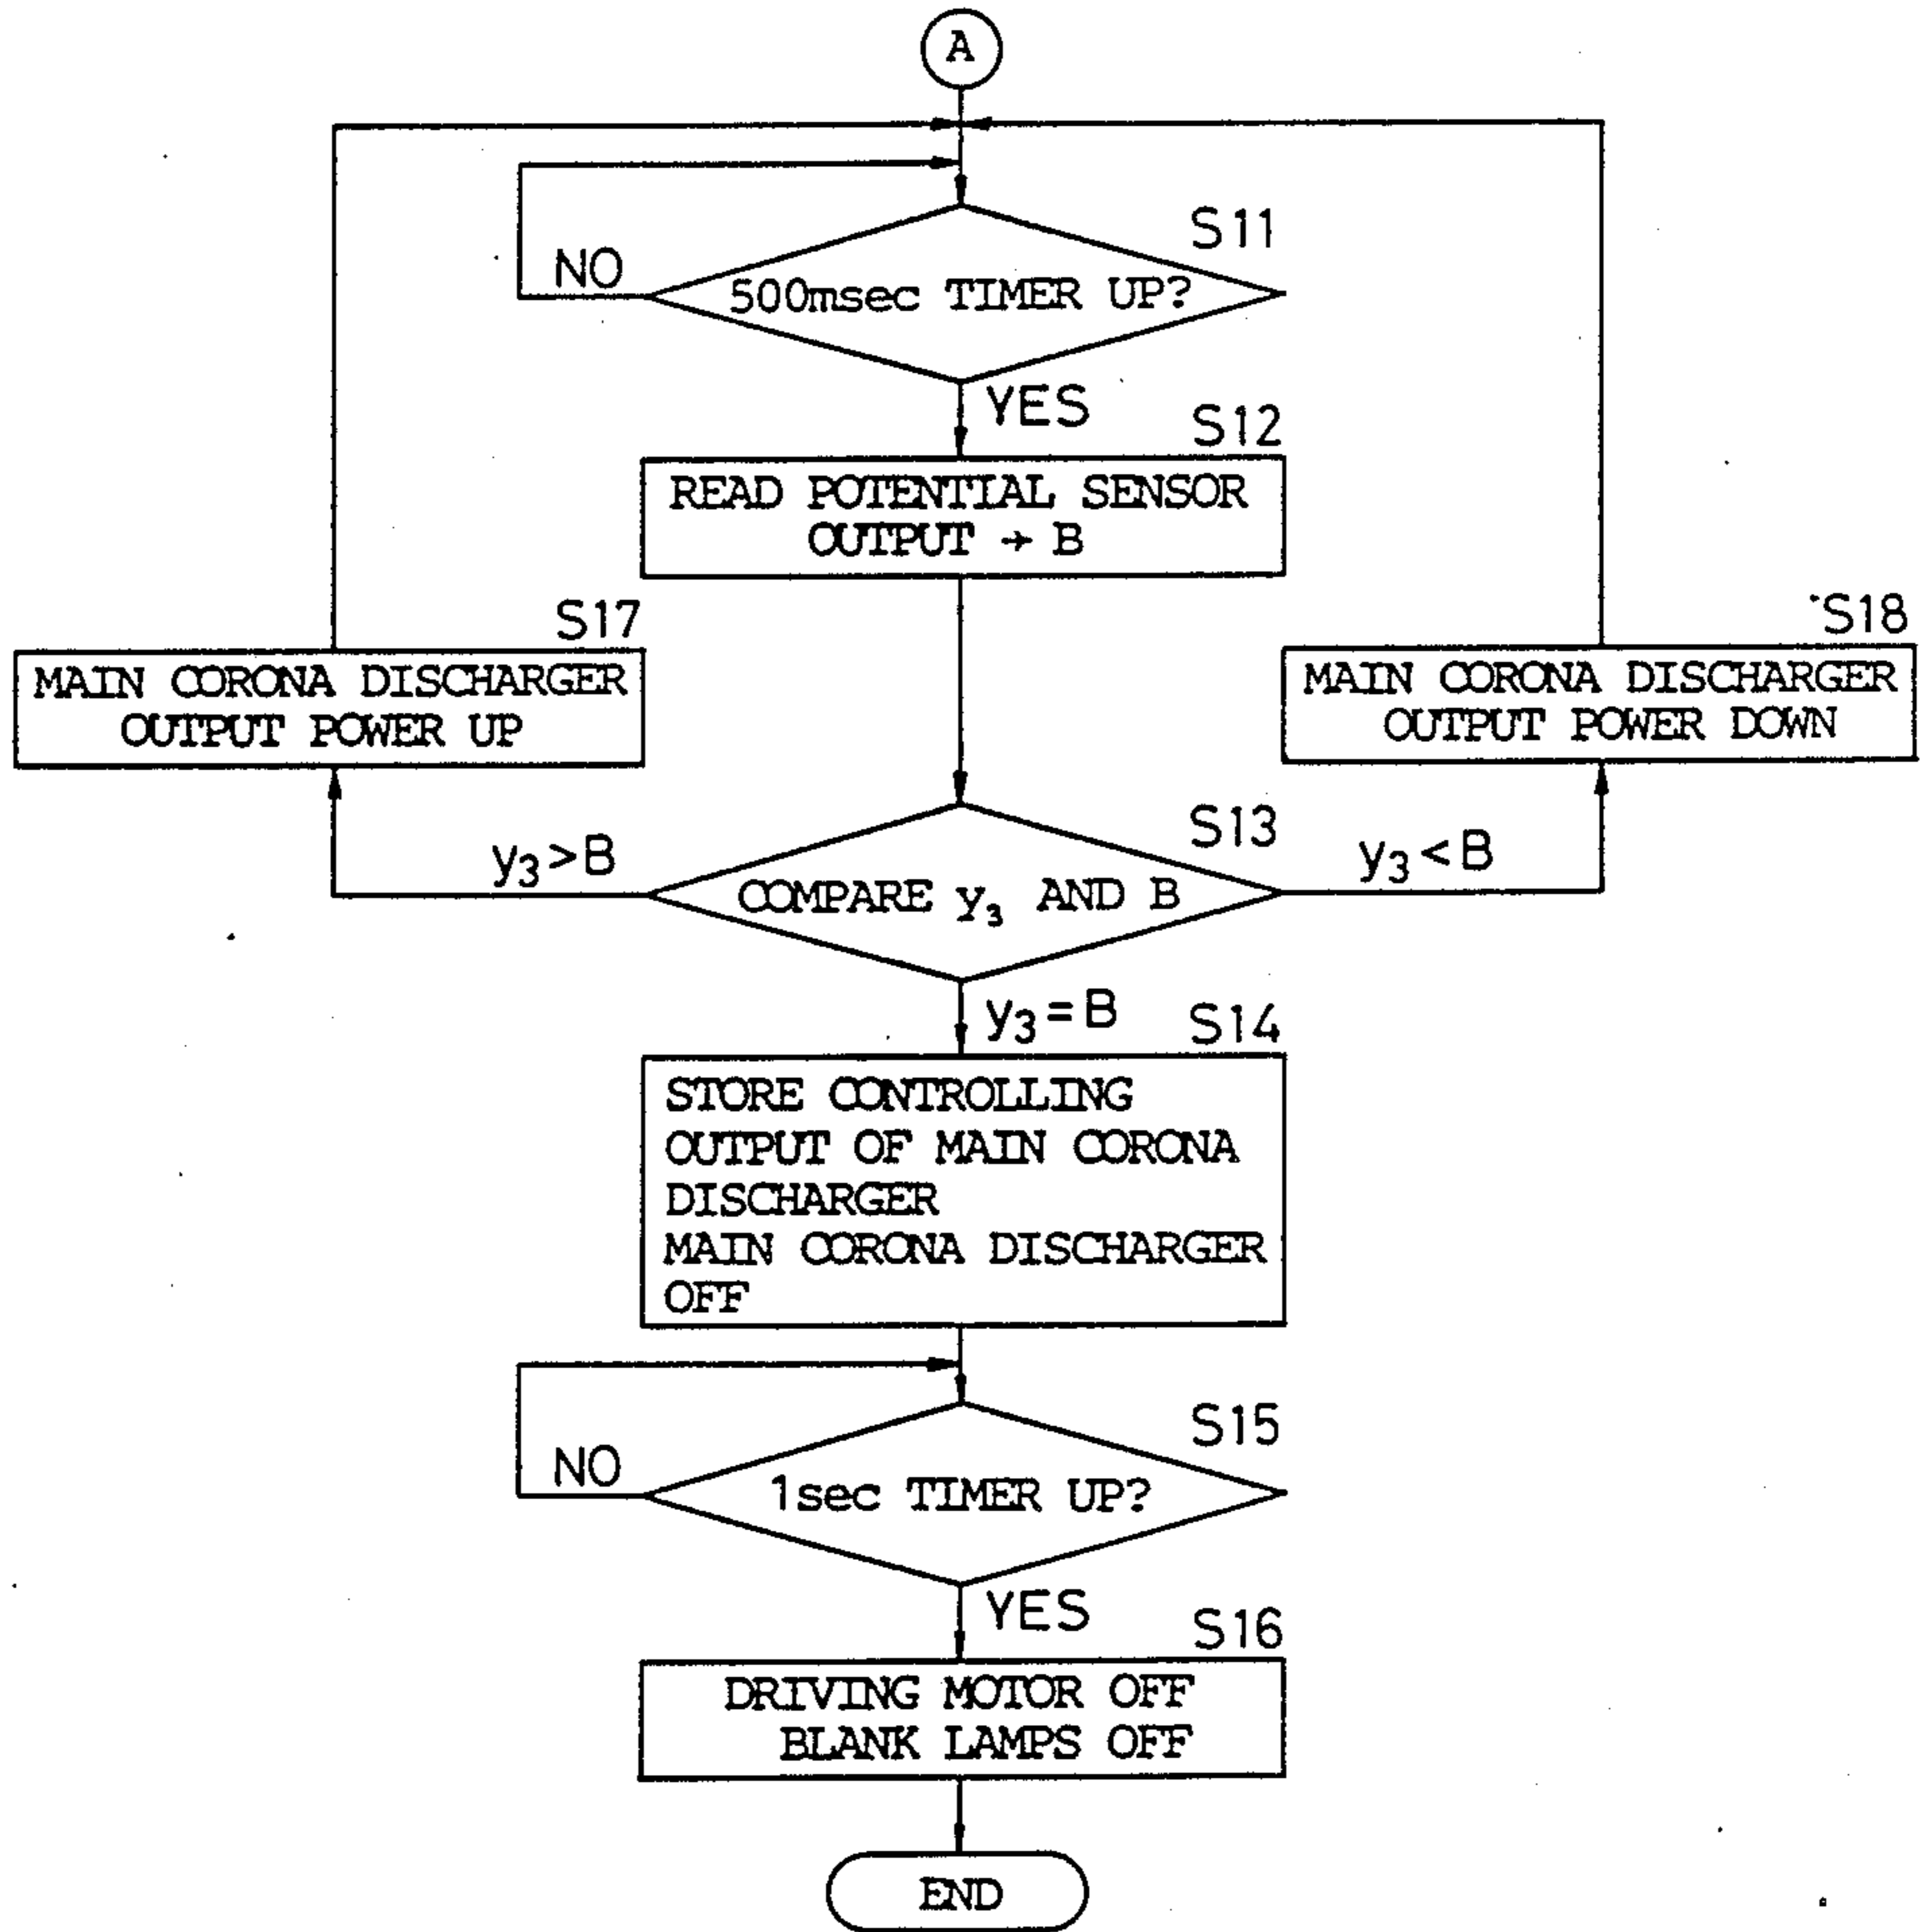 A
S11
NO
500msec TIMER UP?
YES
S12
READ POTENTIAL SENSOR
OUTPUT → B
S17
MAIN CORONA DISCHARGER
OUTPUT POWER UP
S18
MAIN CORONA DISCHARGER
OUTPUT POWER DOWN
S13
y₃>B
COMPARE y₃ AND B
y₃<B
y₃=B
S14
STORE CONTROLLING
OUTPUT OF MAIN CORONA
DISCHARGER
MAIN CORONA DISCHARGER
OFF
S15
NO
1sec TIMER UP?
YES
S16
DRIVING MOTOR OFF
BLANK LAMPS OFF
END